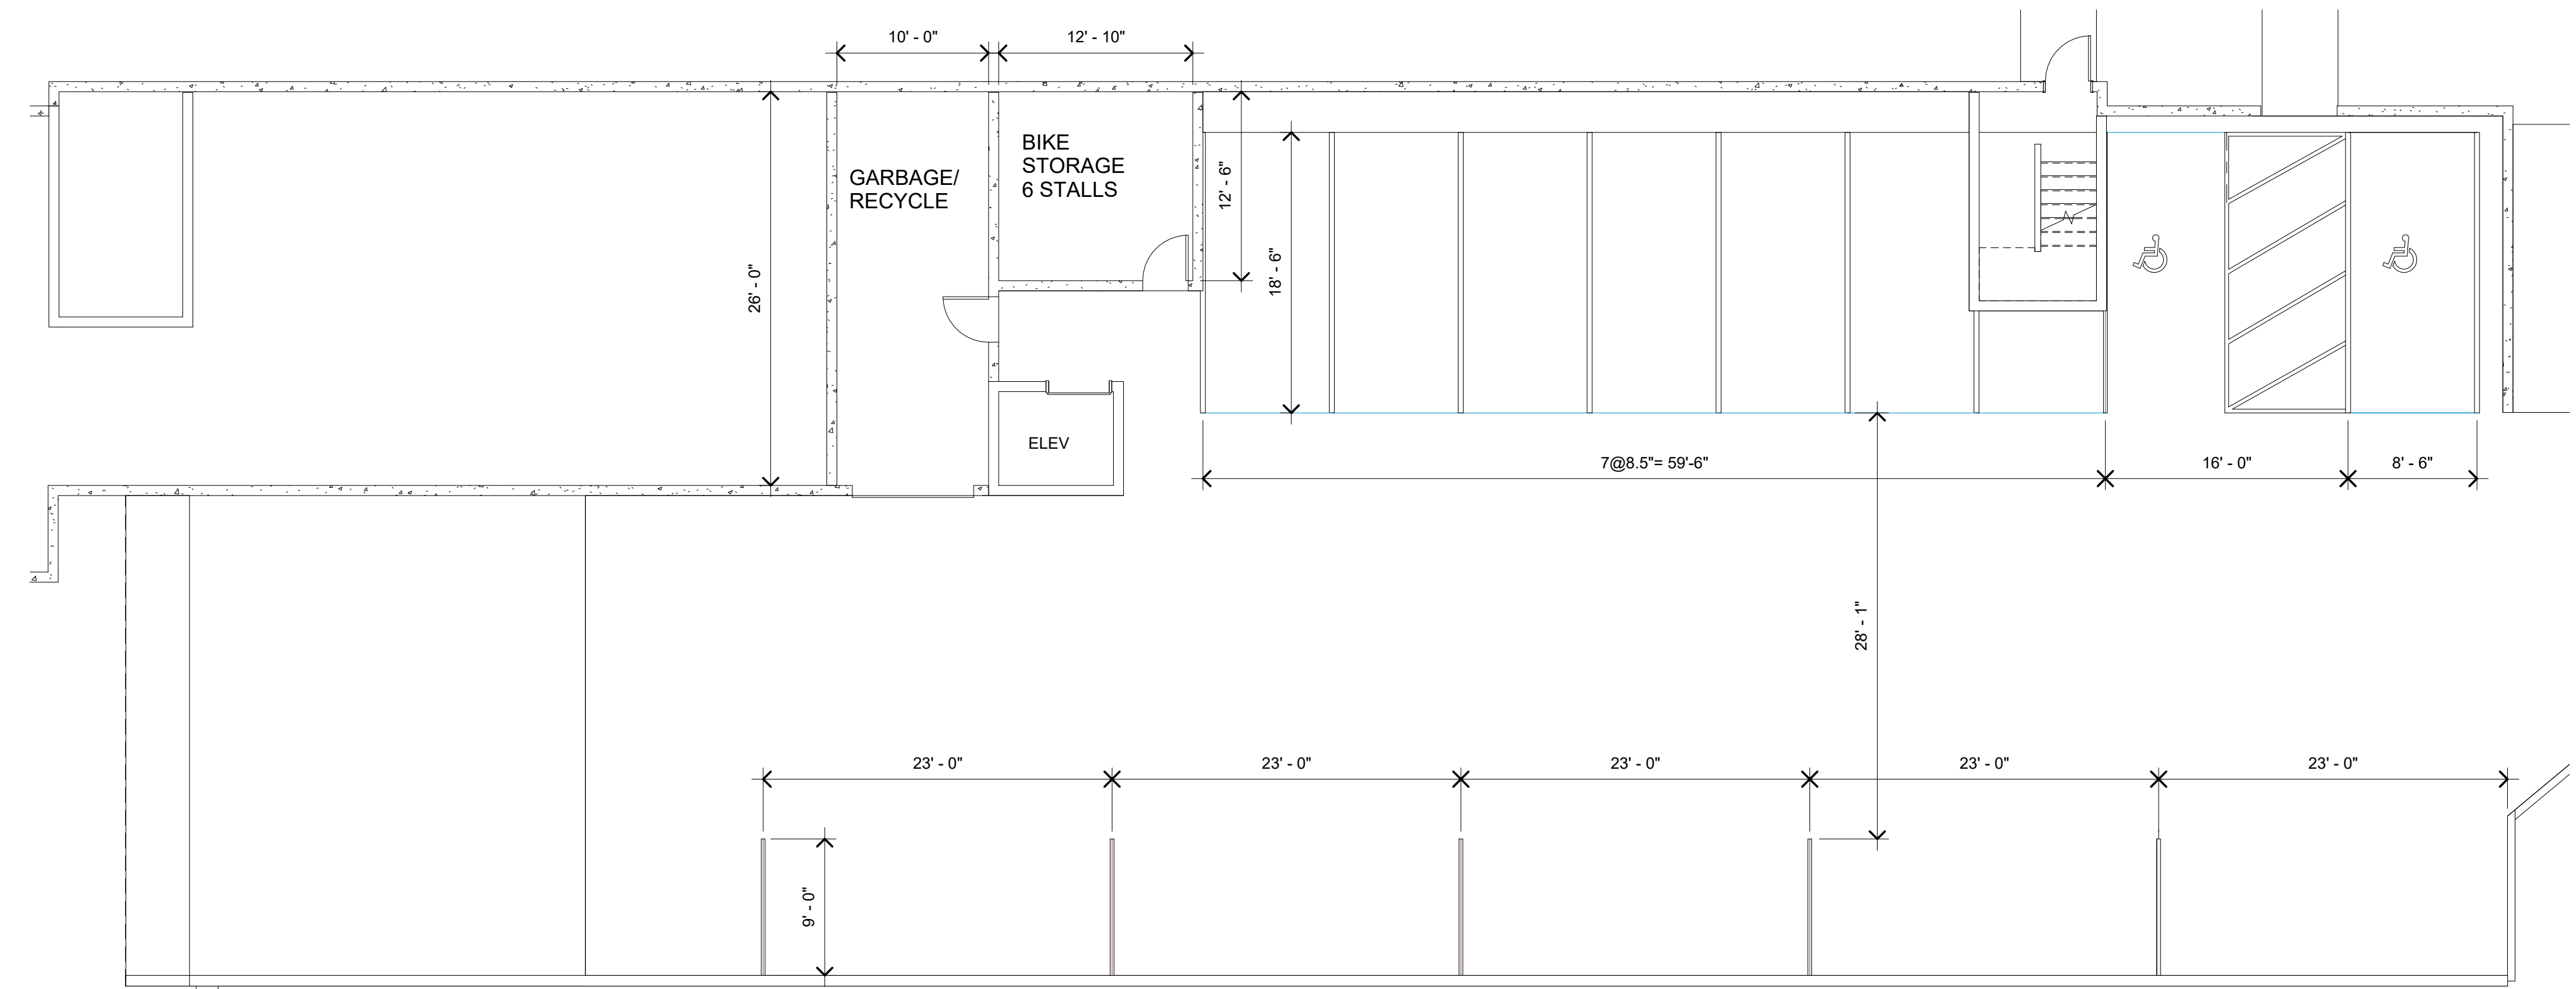 10' - 0"
12' - 10"
BIKE
STORAGE
6 STALLS
GARBAGE/
RECYCLE
12' - 6"
18' - 6"
26' - 0"
ELEV
7@8.5"= 59'-6"
16' - 0"
8' - 6"
28' - 1"
23' - 0"
23' - 0"
23' - 0"
23' - 0"
23' - 0"
9' - 0"